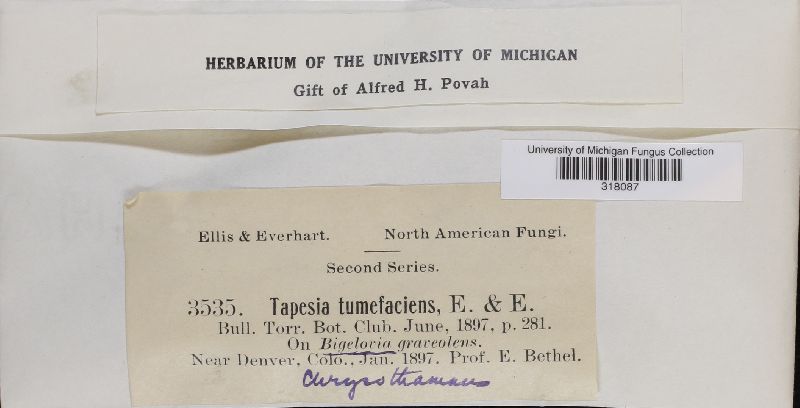 HERBARIUM OF THE UNIVERSITY OF MICHIGAN
Gift of Alfred H. Povah
University of Michigan Fungus Collection
318087
Ellis & Everhart. North American Fungi.
Second Series.
3535. Tapesia tumefaciens, E. & E.
Bull. Torr. Bot. Club. June, 1897, p. 281.
On Bigelovia graveolens.
Near Denver, Colo., Jan. 1897. Prof. E. Bethel.
Chrysothamnus